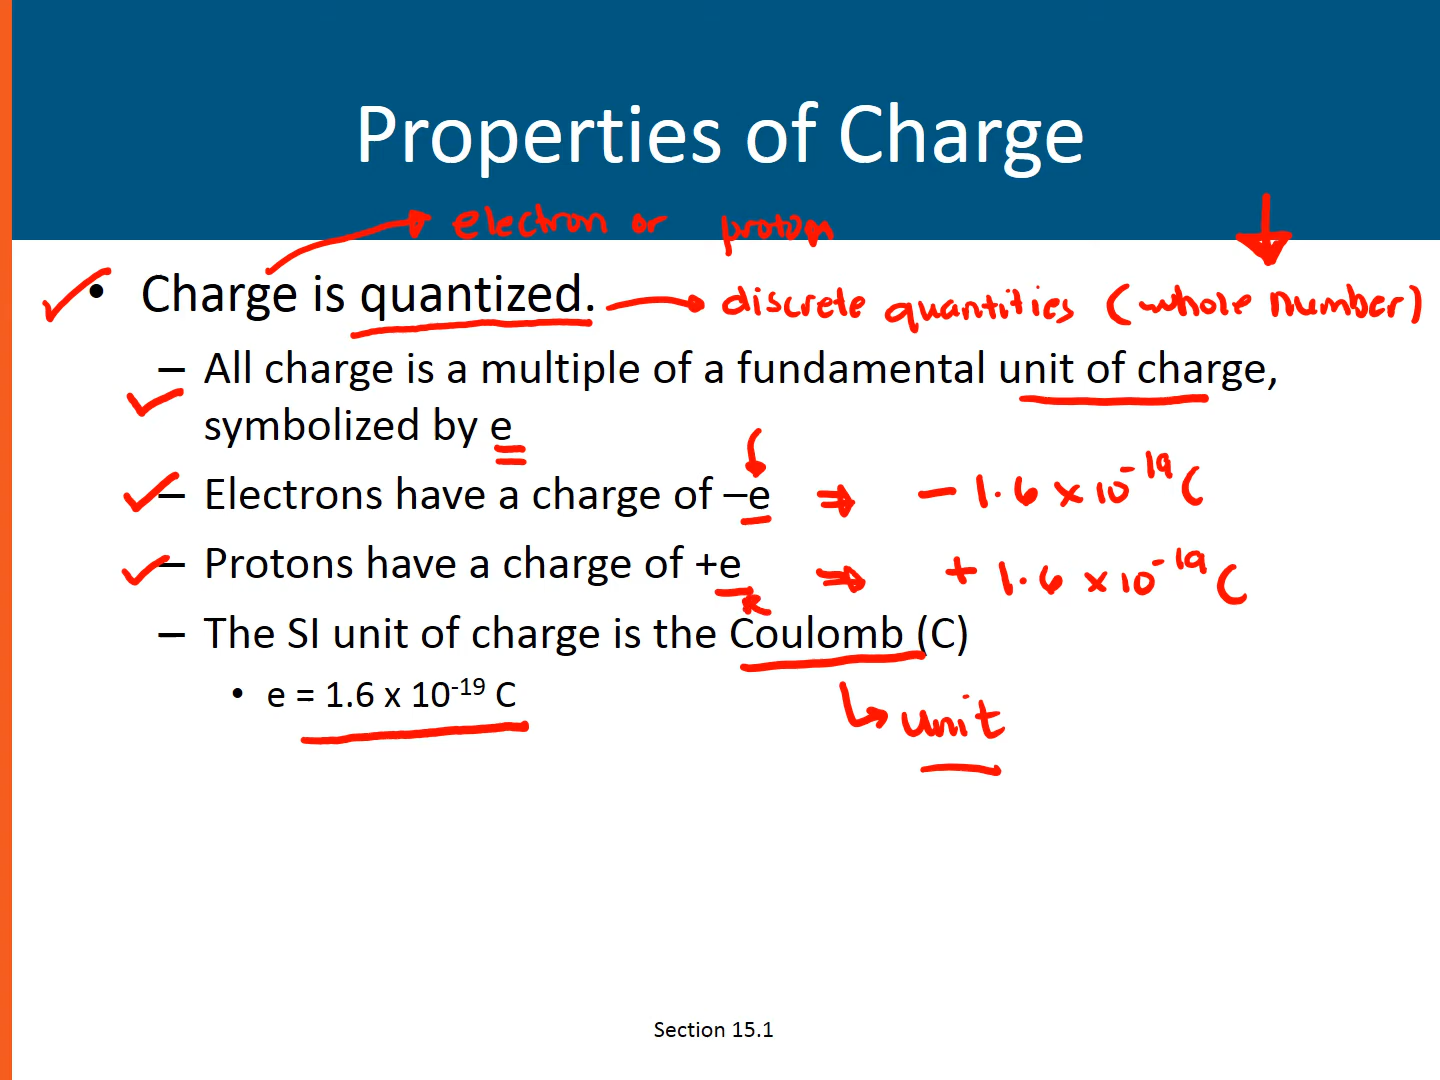 Properties of Charge
electron or proton
• Charge is quantized. → discrete quantities (whole number)
– All charge is a multiple of a fundamental unit of charge,
symbolized by e
– Electrons have a charge of –e ⇒ – 1.6 x 10⁻¹⁹ C
– Protons have a charge of +e ⇒ + 1.6 x 10⁻¹⁹ C
– The SI unit of charge is the Coulomb (C)
• e = 1.6 x 10⁻¹⁹ C
unit
Section 15.1